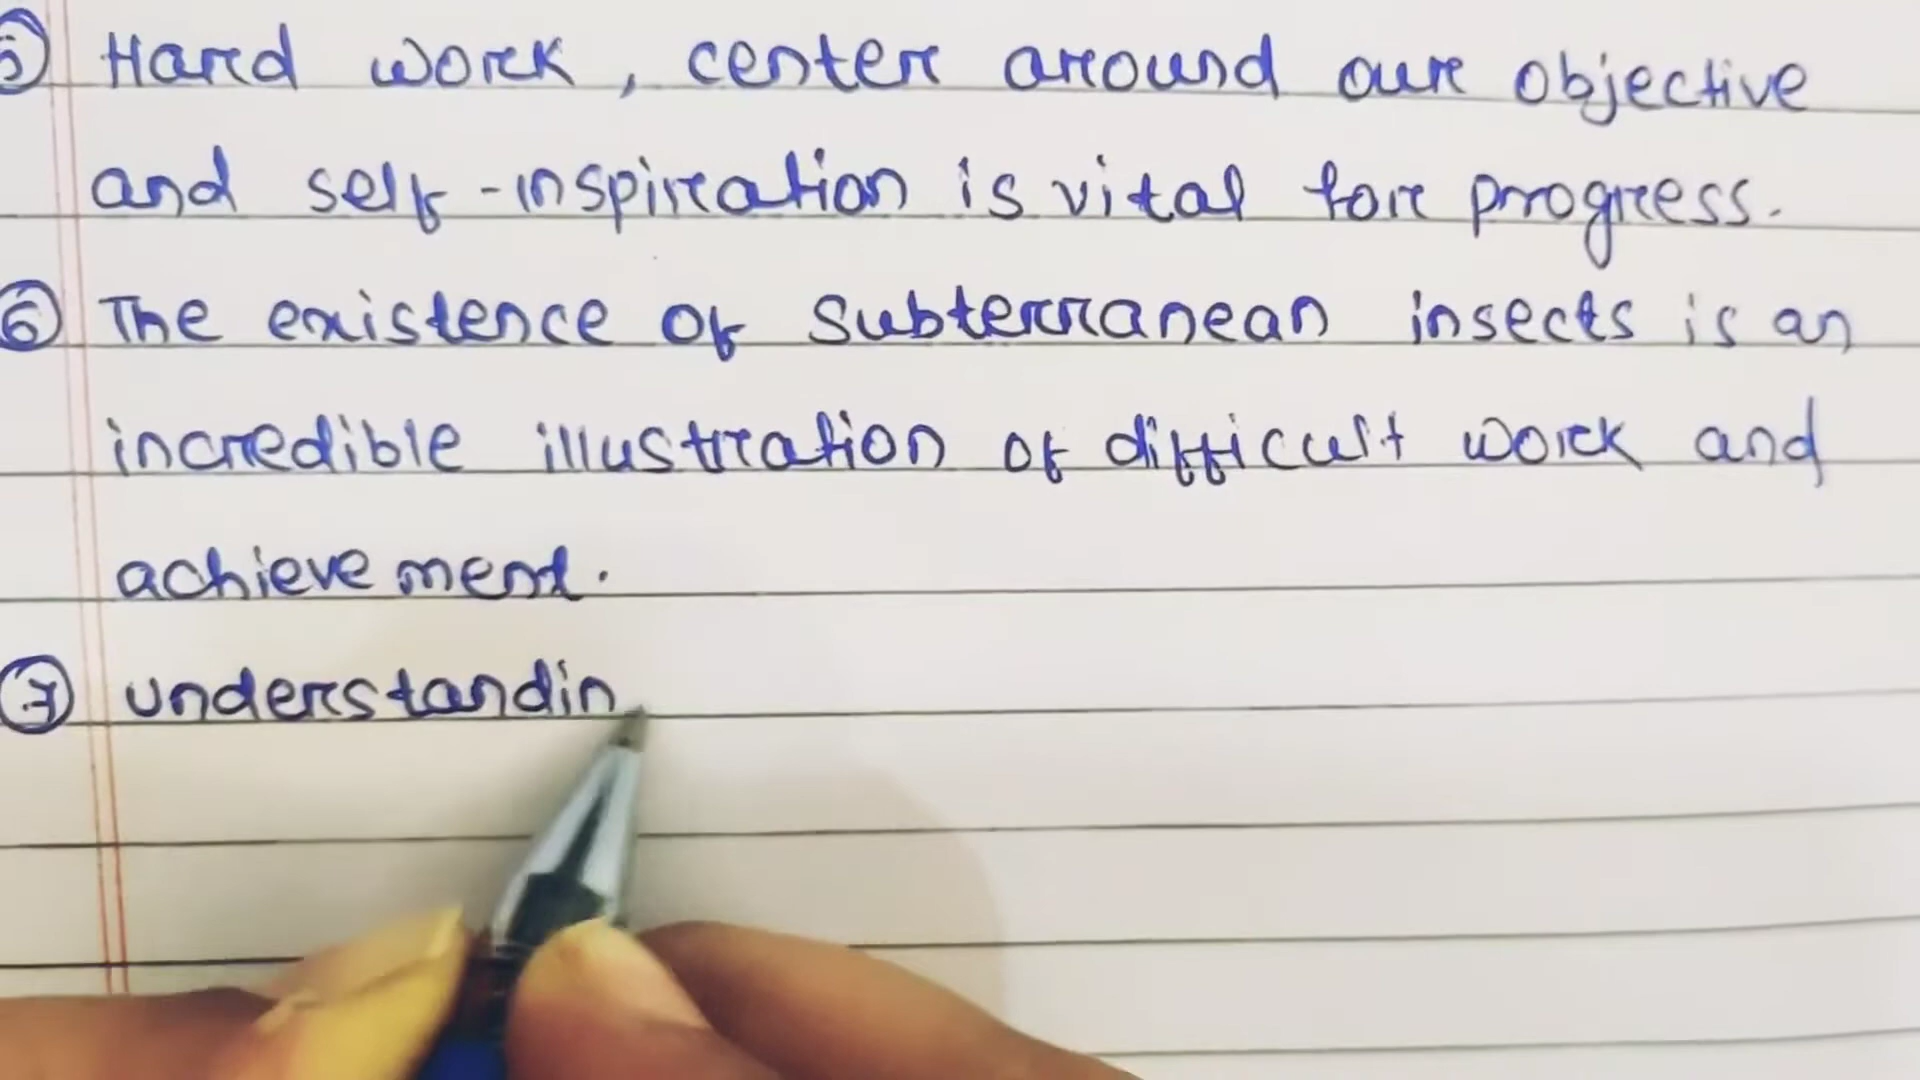 ⑤ Hard work, center around our objective
and self-inspiration is vital for progress.
⑥ The existence of subterranean insects is an
incredible illustration of difficult work and
achievement.
⑦ understandin